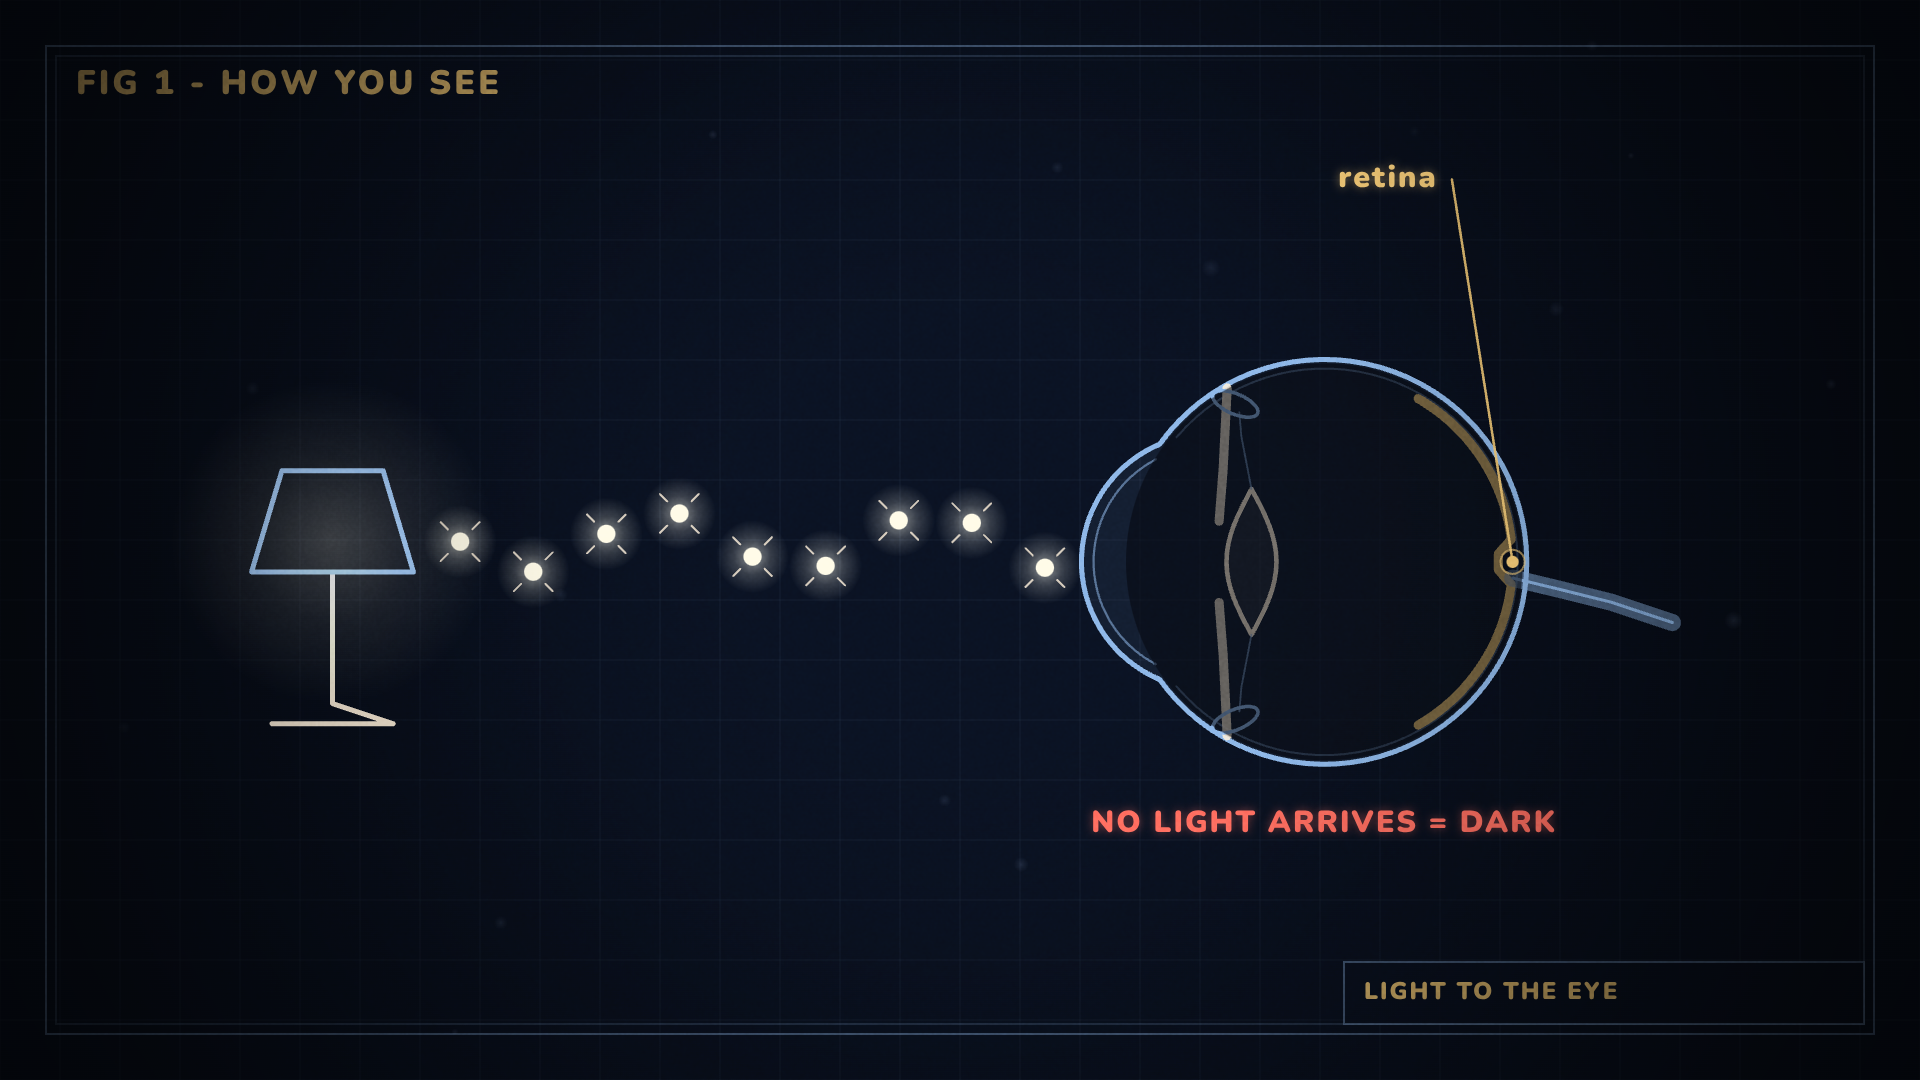 FIG 1 - HOW YOU SEE
retina
NO LIGHT ARRIVES = DARK
LIGHT TO THE EYE